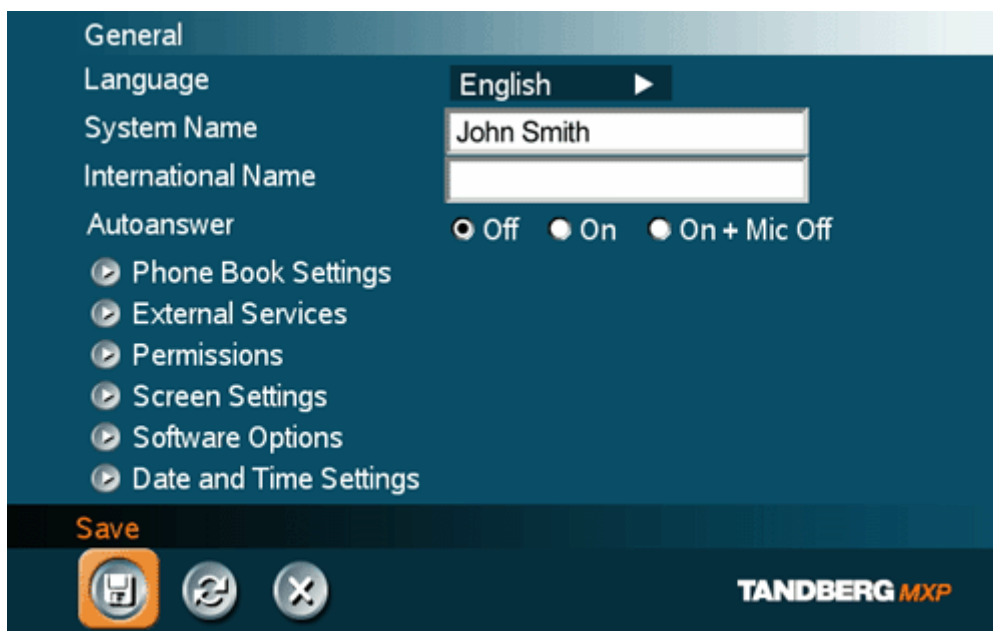 General
Language English
System Name John Smith
International Name
Autoanswer Off On On + Mic Off
Phone Book Settings
External Services
Permissions
Screen Settings
Software Options
Date and Time Settings
Save
TANDBERG MXP